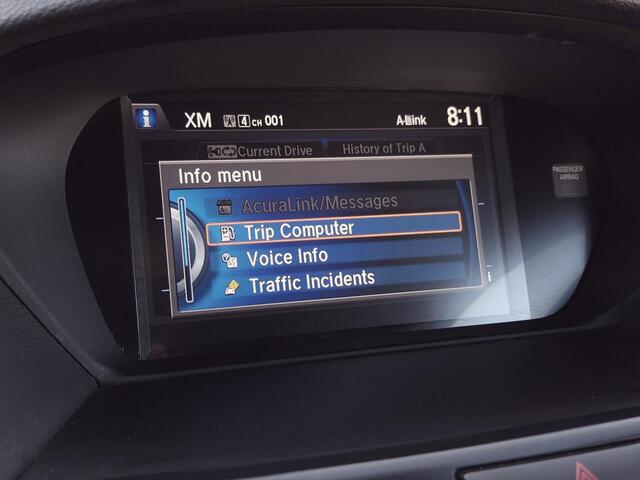 i XM 4 CH 001 A-Link 8:11
Current Drive History of Trip A
Info menu
AcuraLink/Messages
Trip Computer
Voice Info
Traffic Incidents
PASSENGER
AIRBAG